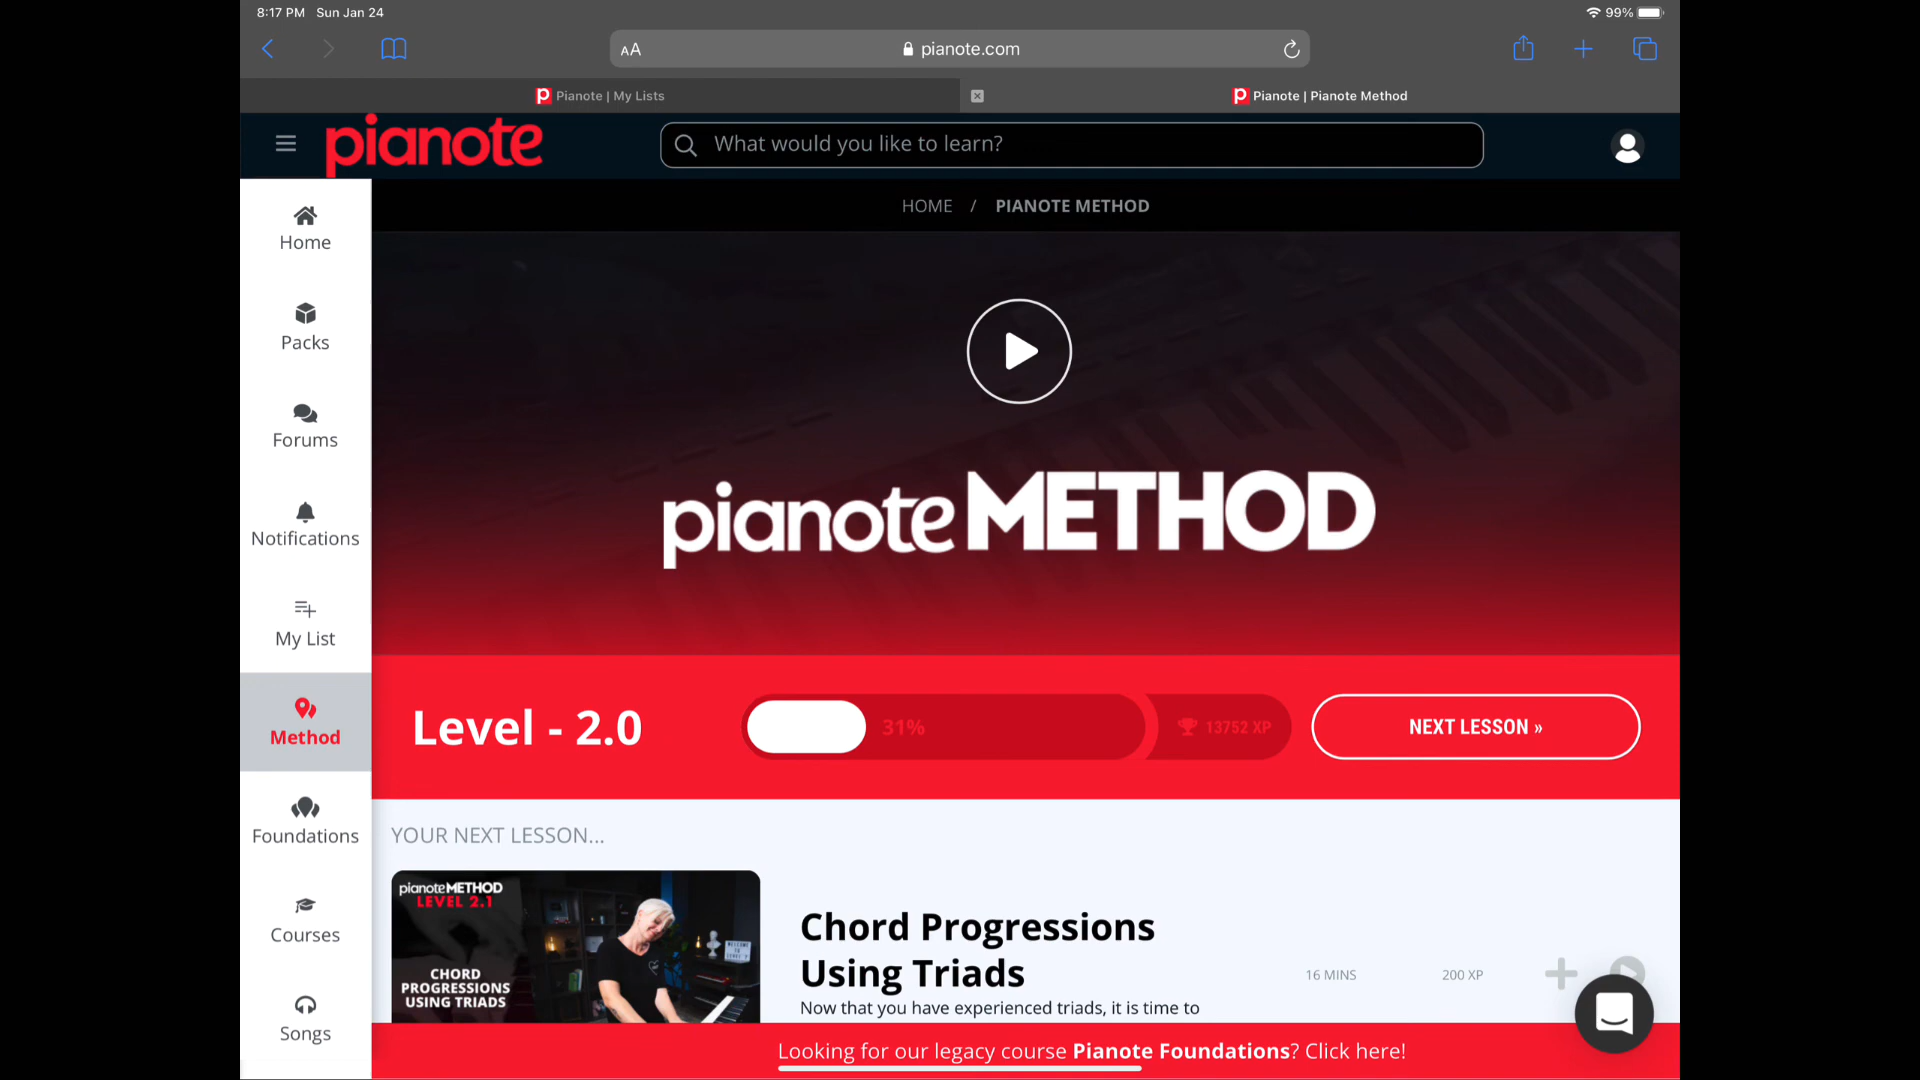 8:17 PM Sun Jan 24
99%
AA
pianote.com
Pianote | My Lists
Pianote | Pianote Method
pianote
What would you like to learn?
HOME / PIANOTE METHOD
Home
Packs
Forums
Notifications
My List
Method
Foundations
Courses
Songs
pianote METHOD
Level - 2.0
31%
13752 XP
NEXT LESSON »
YOUR NEXT LESSON...
pianote METHOD
LEVEL 2.1
CHORD
PROGRESSIONS
USING TRIADS
Chord Progressions
Using Triads
Now that you have experienced triads, it is time to
16 MINS
200 XP
Looking for our legacy course Pianote Foundations? Click here!